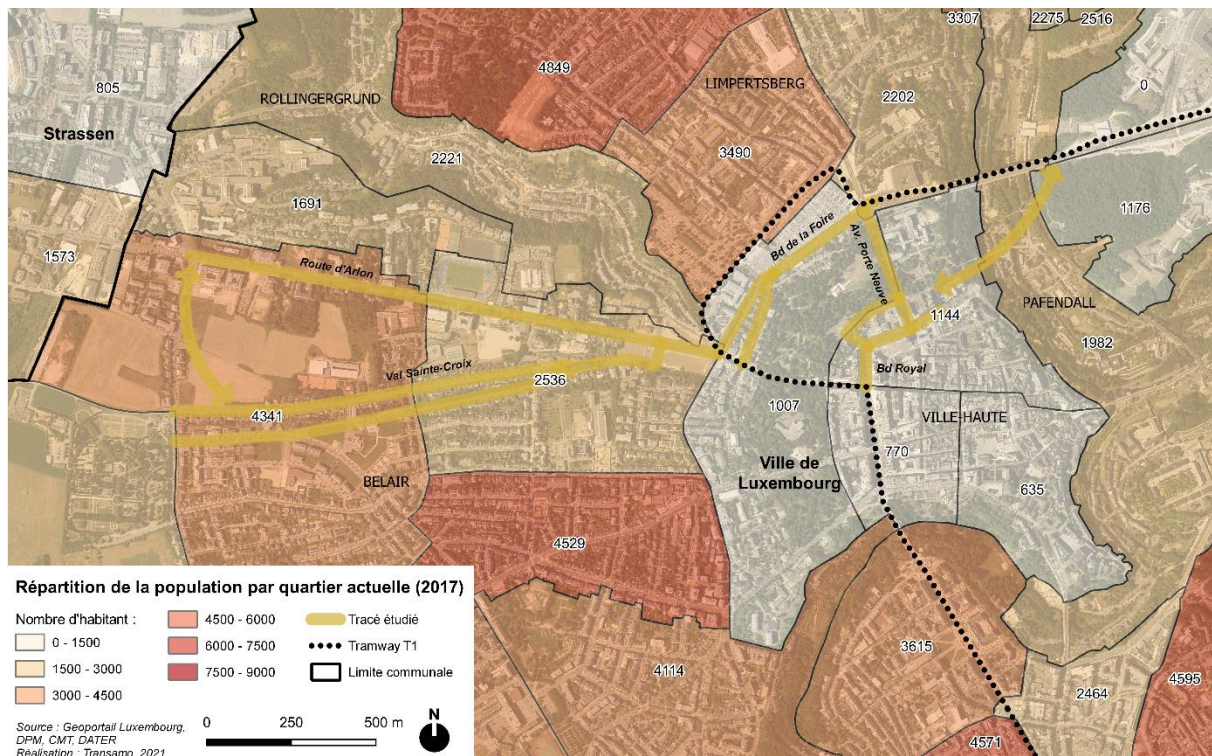 3307
2275
2516
805
4849
LIMPERTSBERG
0
ROLLINGERGRUND
2202
Strassen
3490
2221
1691
1176
1573
Bd de la Foire
Av. Porte Neuve
Route d'Arlon
PAFENDALL
1144
1982
Val Sainte-Croix
2536
Bd Royal
4341
1007
VILLE-HAUTE
770
Ville de
Luxembourg
BELAIR
635
4529
3615
4114
2464
4595
4571
Répartition de la population par quartier actuelle (2017)
Nombre d'habitant :
0 - 1500
1500 - 3000
3000 - 4500
4500 - 6000
6000 - 7500
7500 - 9000
Tracé étudié
Tramway T1
Limite communale
Source : Geoportail Luxembourg,
DPM, CMT, DATER
Réalisation : Transamo, 2021
0 250 500 m
N